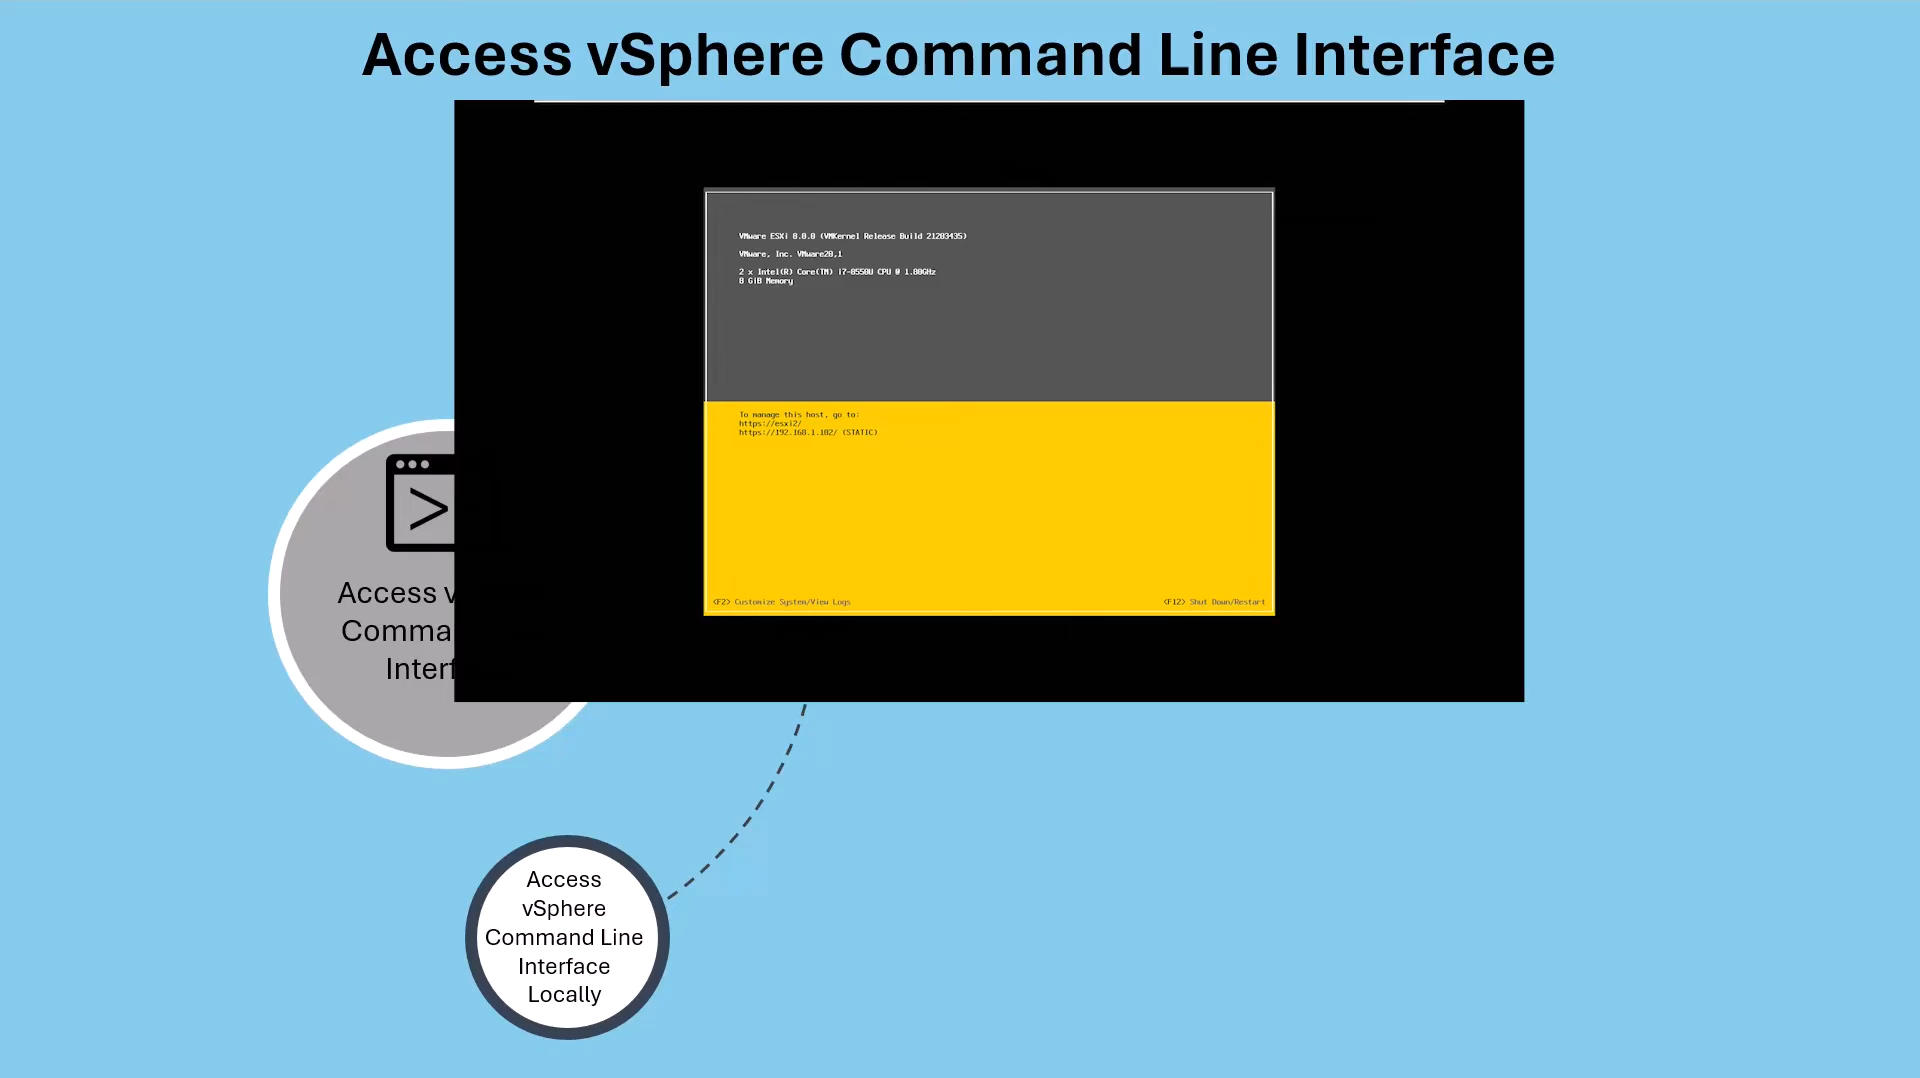 Access vSphere Command Line Interface
VMware ESXi 8.0.0 (VMKernel Release Build 21203435)
VMware, Inc. VMware20,1
2 x Intel(R) Core(TM) i7-8550U CPU @ 1.80GHz
8 GiB Memory
To manage this host, go to:
https://esxi2/
https://192.168.1.102/ (STATIC)
<F2> Customize System/View Logs
<F12> Shut Down/Restart
>
Access v
Comma
Interf
Access
vSphere
Command Line
Interface
Locally